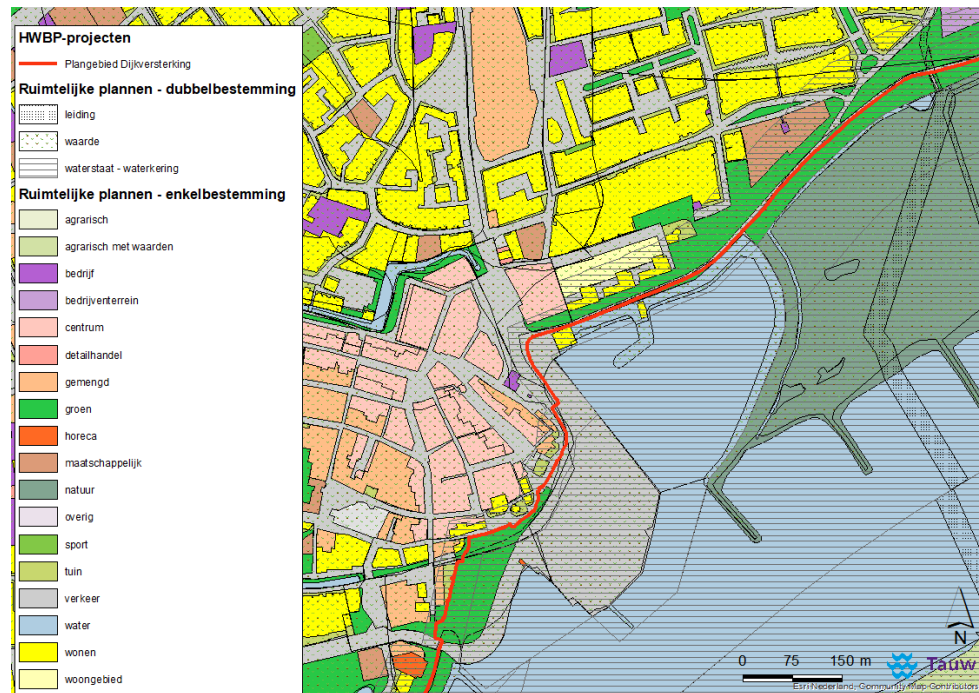 HWBP-projecten
Plangebied Dijkversterking
Ruimtelijke plannen - dubbelbestemming
leiding
waarde
waterstaat - waterkering
Ruimtelijke plannen - enkelbestemming
agrarisch
agrarisch met waarden
bedrijf
bedrijventerrein
centrum
detailhandel
gemengd
groen
horeca
maatschappelijk
natuur
overig
sport
tuin
verkeer
water
wonen
woongebied
N
0 75 150 m
Tauw
Esri Nederland, Community Map Contributors